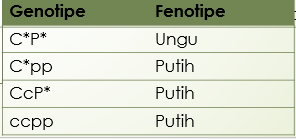 Genotipe Fenotipe
C*P* Ungu
C*pp Putih
CcP* Putih
ccpp Putih